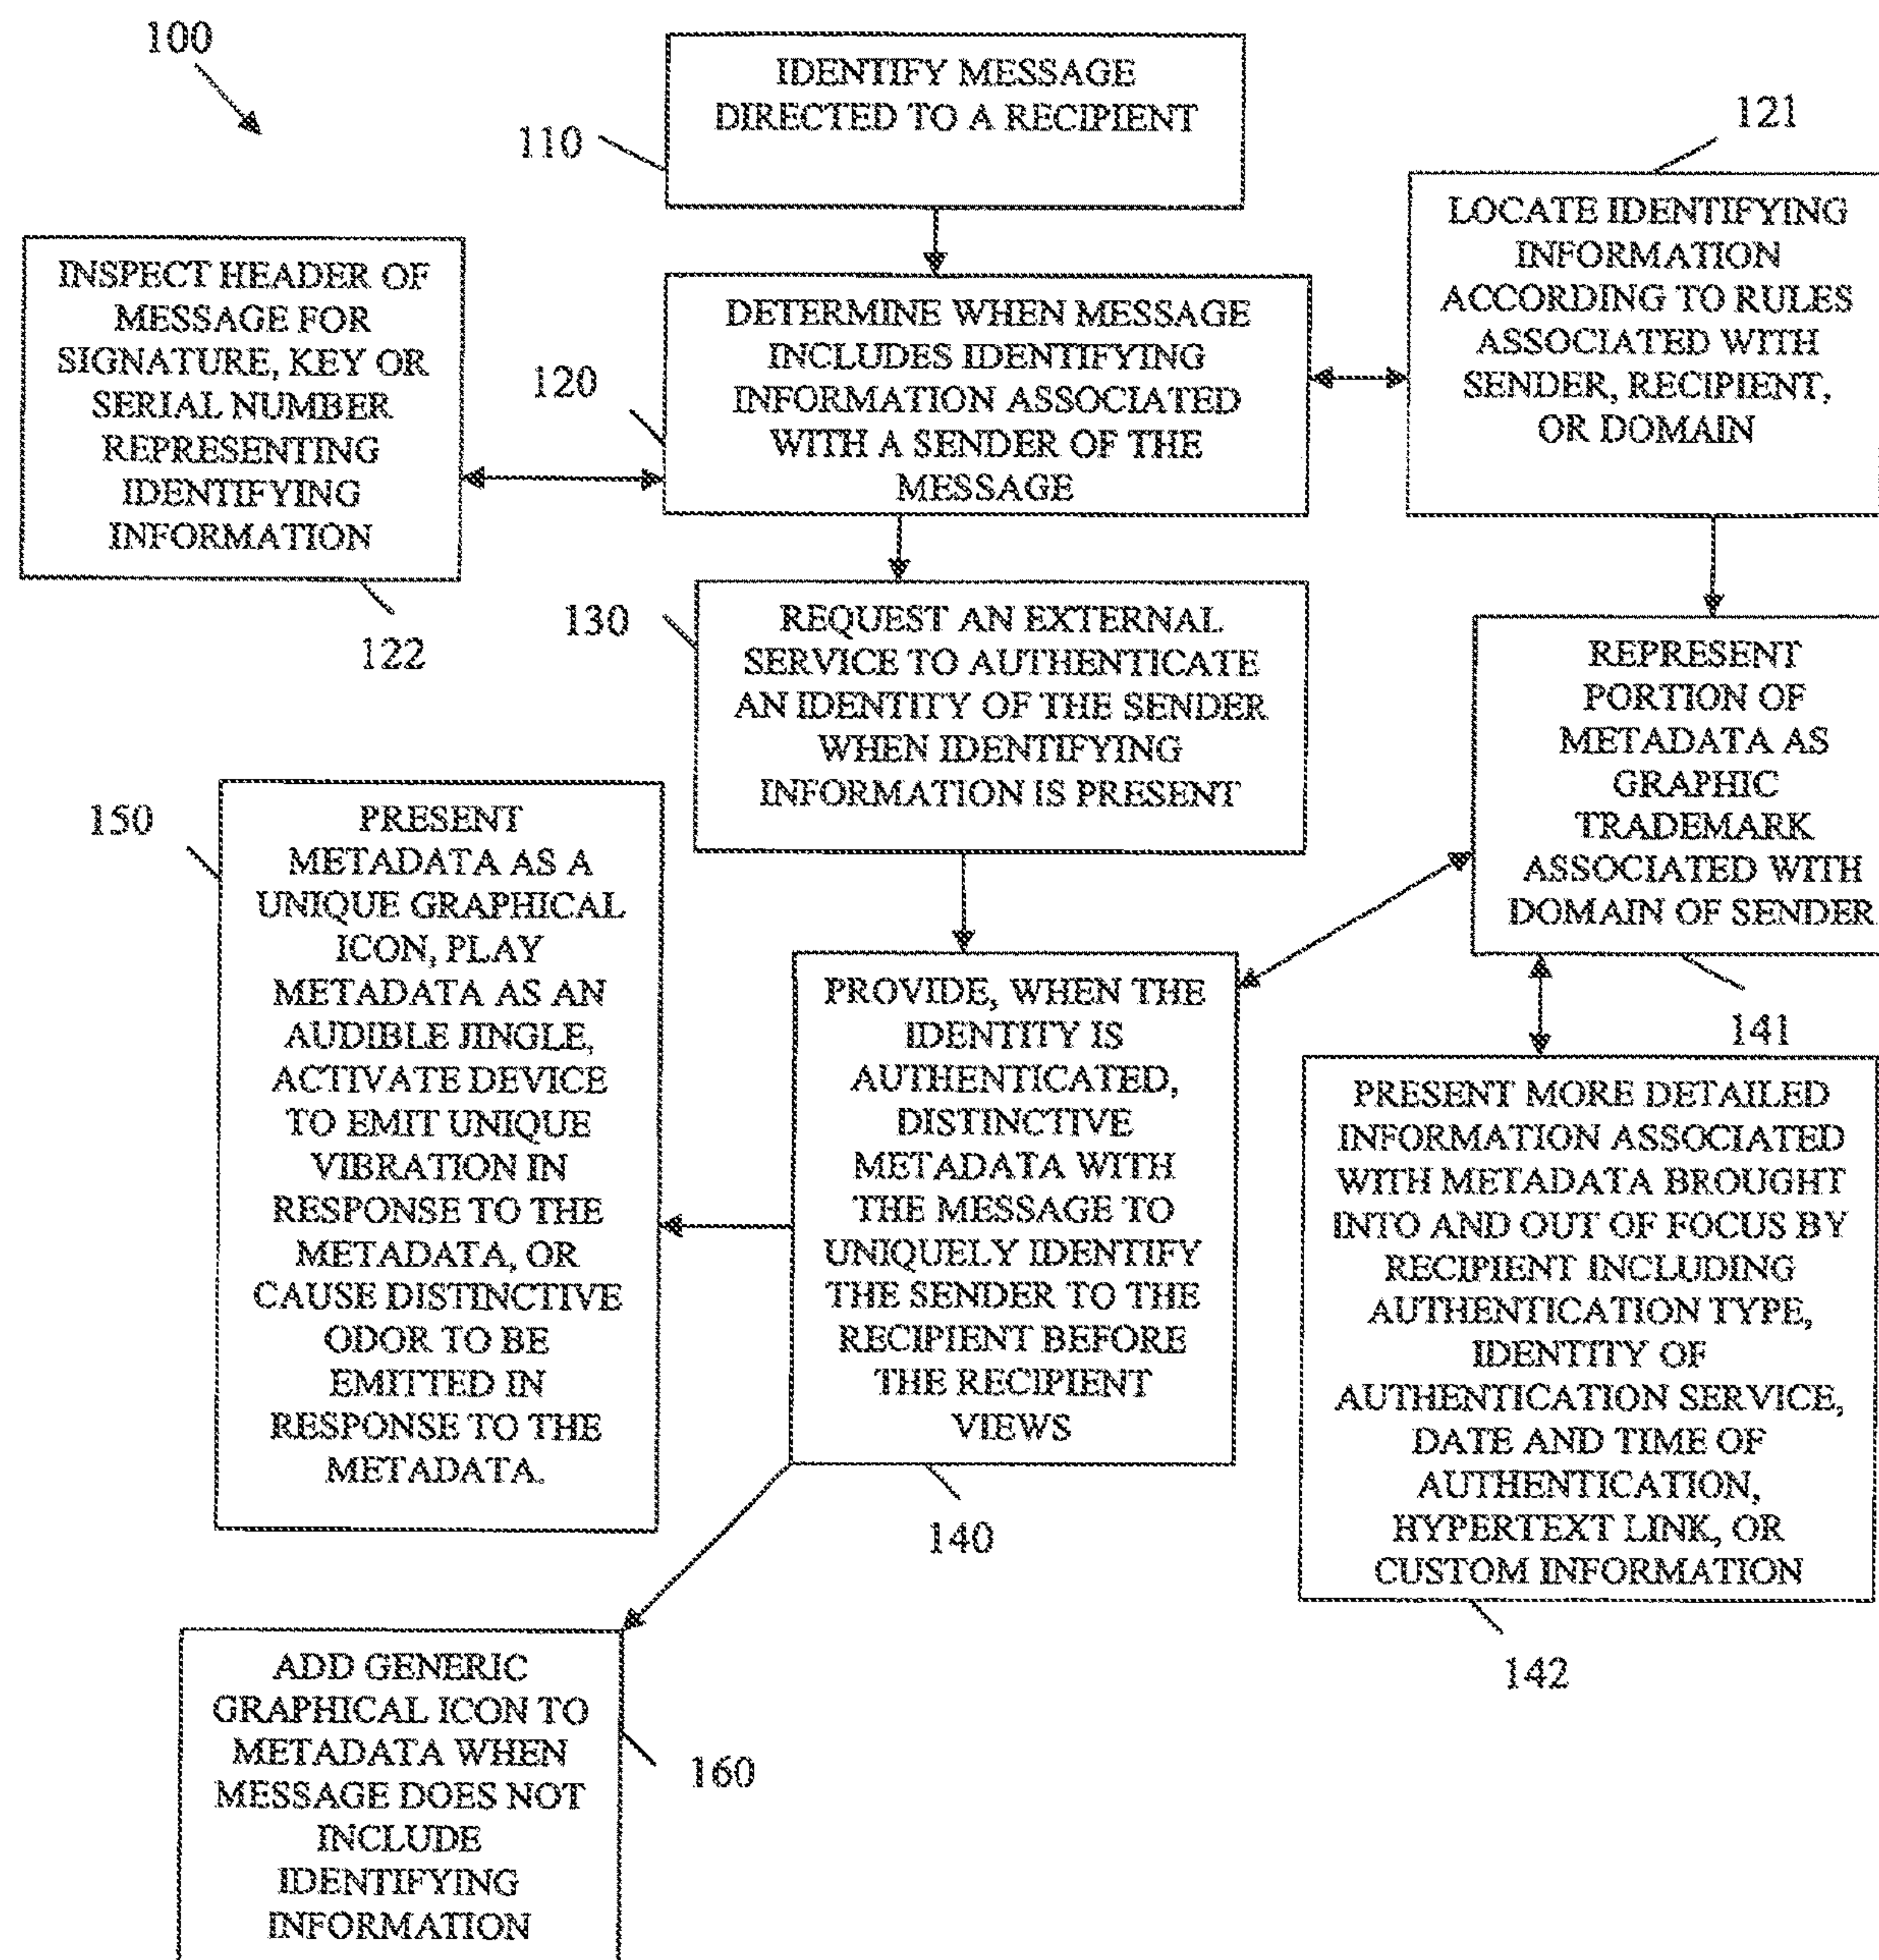 100
IDENTIFY MESSAGE
DIRECTED TO A RECIPIENT
110
121
LOCATE IDENTIFYING
INFORMATION
ACCORDING TO RULES
ASSOCIATED WITH
SENDER, RECIPIENT,
OR DOMAIN
INSPECT HEADER OF
MESSAGE FOR
SIGNATURE, KEY OR
SERIAL NUMBER
REPRESENTING
IDENTIFYING
INFORMATION
122
DETERMINE WHEN MESSAGE
INCLUDES IDENTIFYING
INFORMATION ASSOCIATED
WITH A SENDER OF THE
MESSAGE
120
130
REQUEST AN EXTERNAL
SERVICE TO AUTHENTICATE
AN IDENTITY OF THE SENDER
WHEN IDENTIFYING
INFORMATION IS PRESENT
REPRESENT
PORTION OF
METADATA AS
GRAPHIC
TRADEMARK
ASSOCIATED WITH
DOMAIN OF SENDER
141
150
PRESENT
METADATA AS A
UNIQUE GRAPHICAL
ICON, PLAY
METADATA AS AN
AUDIBLE JINGLE,
ACTIVATE DEVICE
TO EMIT UNIQUE
VIBRATION IN
RESPONSE TO THE
METADATA, OR
CAUSE DISTINCTIVE
ODOR TO BE
EMITTED IN
RESPONSE TO THE
METADATA.
PROVIDE, WHEN THE
IDENTITY IS
AUTHENTICATED,
DISTINCTIVE
METADATA WITH
THE MESSAGE TO
UNIQUELY IDENTIFY
THE SENDER TO THE
RECIPIENT BEFORE
THE RECIPIENT
VIEWS
140
PRESENT MORE DETAILED
INFORMATION ASSOCIATED
WITH METADATA BROUGHT
INTO AND OUT OF FOCUS BY
RECIPIENT INCLUDING
AUTHENTICATION TYPE,
IDENTITY OF
AUTHENTICATION SERVICE,
DATE AND TIME OF
AUTHENTICATION,
HYPERTEXT LINK, OR
CUSTOM INFORMATION
142
ADD GENERIC
GRAPHICAL ICON TO
METADATA WHEN
MESSAGE DOES NOT
INCLUDE
IDENTIFYING
INFORMATION
160